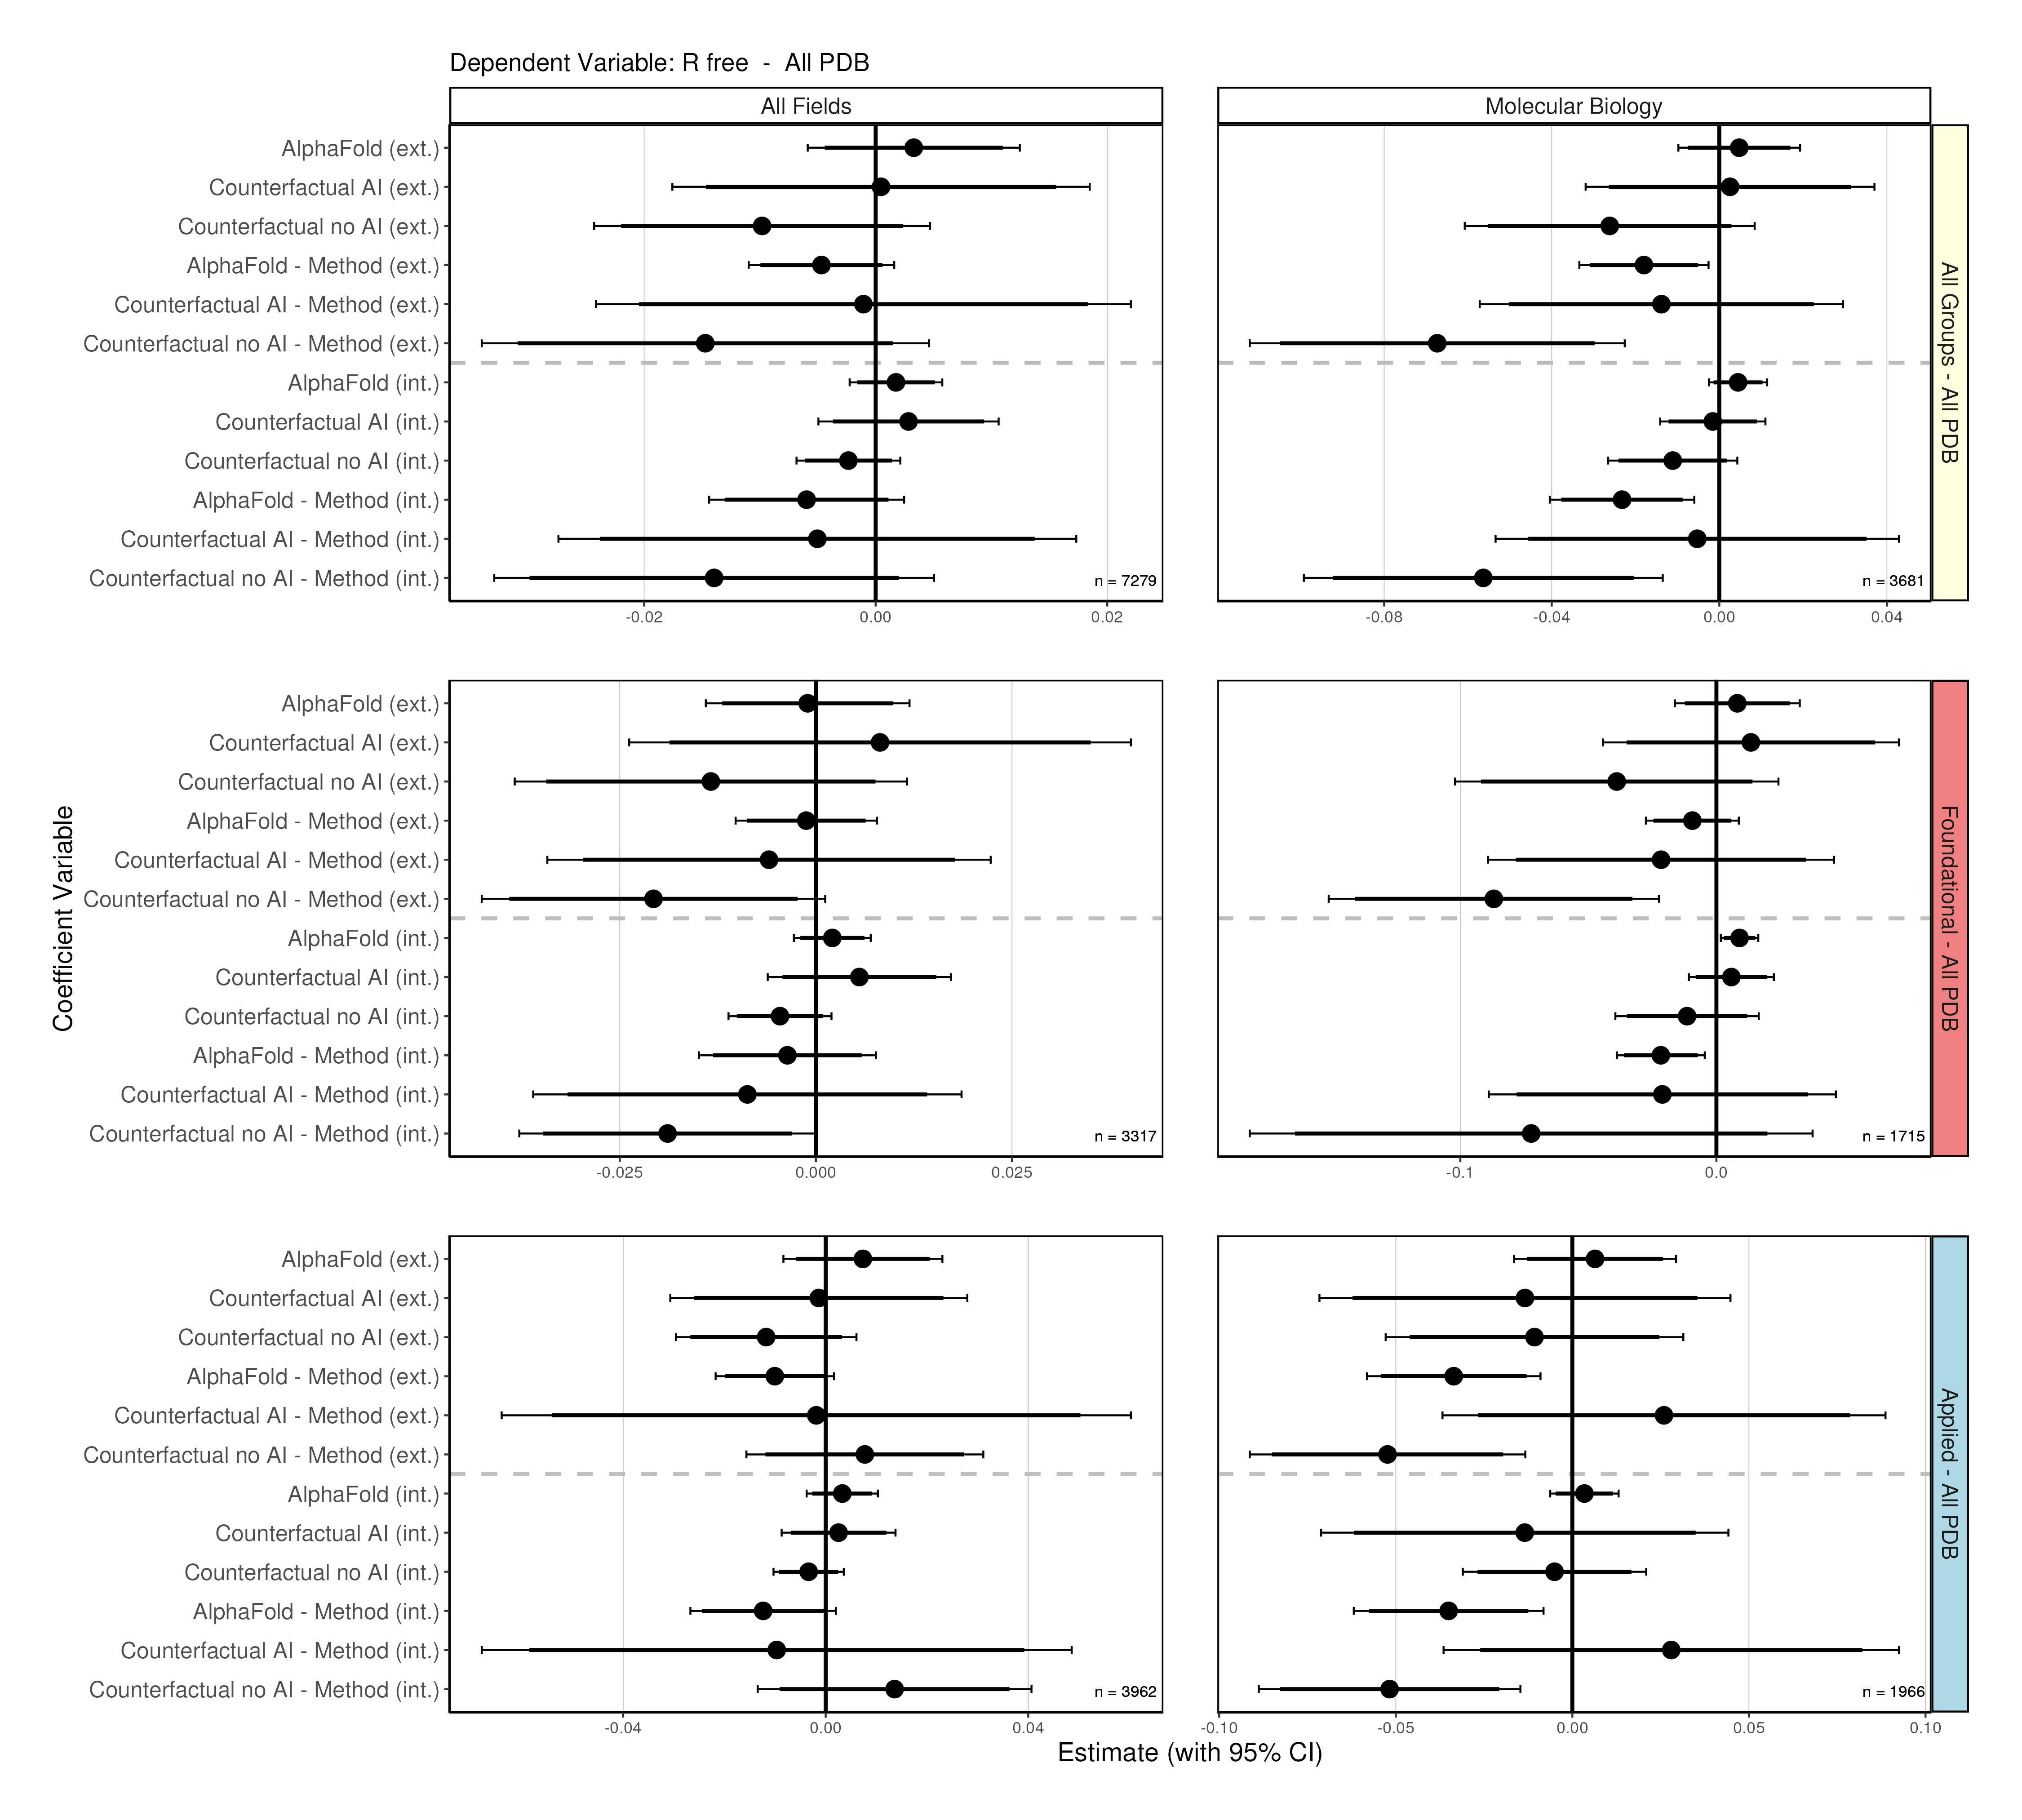 Dependent Variable: R free - All PDB
All Fields
Molecular Biology
AlphaFold (ext.)
Counterfactual AI (ext.)
Counterfactual no AI (ext.)
AlphaFold - Method (ext.)
Counterfactual AI - Method (ext.)
Counterfactual no AI - Method (ext.)
AlphaFold (int.)
Counterfactual AI (int.)
Counterfactual no AI (int.)
AlphaFold - Method (int.)
Counterfactual AI - Method (int.)
Counterfactual no AI - Method (int.)
n = 7279
n = 3681
All Groups - All PDB
-0.02 0.00 0.02
-0.08 -0.04 0.00 0.04
Coefficient Variable
AlphaFold (ext.)
Counterfactual AI (ext.)
Counterfactual no AI (ext.)
AlphaFold - Method (ext.)
Counterfactual AI - Method (ext.)
Counterfactual no AI - Method (ext.)
AlphaFold (int.)
Counterfactual AI (int.)
Counterfactual no AI (int.)
AlphaFold - Method (int.)
Counterfactual AI - Method (int.)
Counterfactual no AI - Method (int.)
n = 3317
n = 1715
Foundational - All PDB
-0.025 0.000 0.025
-0.1 0.0
AlphaFold (ext.)
Counterfactual AI (ext.)
Counterfactual no AI (ext.)
AlphaFold - Method (ext.)
Counterfactual AI - Method (ext.)
Counterfactual no AI - Method (ext.)
AlphaFold (int.)
Counterfactual AI (int.)
Counterfactual no AI (int.)
AlphaFold - Method (int.)
Counterfactual AI - Method (int.)
Counterfactual no AI - Method (int.)
n = 3962
n = 1966
Applied - All PDB
-0.04 0.00 0.04
-0.10 -0.05 0.00 0.05 0.10
Estimate (with 95% CI)